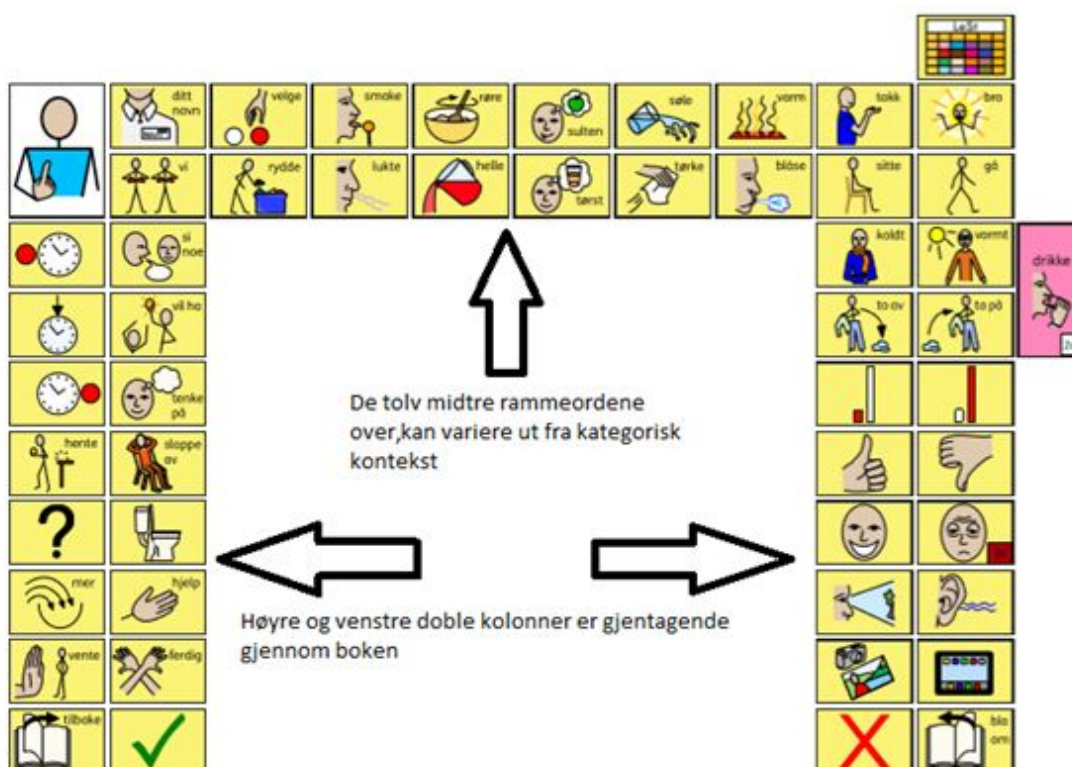 ditt
navn
velge
smake
røre
sulten
søle
varm
takk
bra
vi
rydde
lukte
helle
tørst
tørke
blåse
sitte
gå
si
noe
kaldt
varmt
drikke
vil ha
ta av
ta på
tenke
på
De tolv midtre rammeordene
over,kan variere ut fra kategorisk
kontekst
hente
slappe
av
?
mer
hjelp
Høyre og venstre doble kolonner er gjentagende
gjennom boken
vente
ferdig
tilbake
bla
om